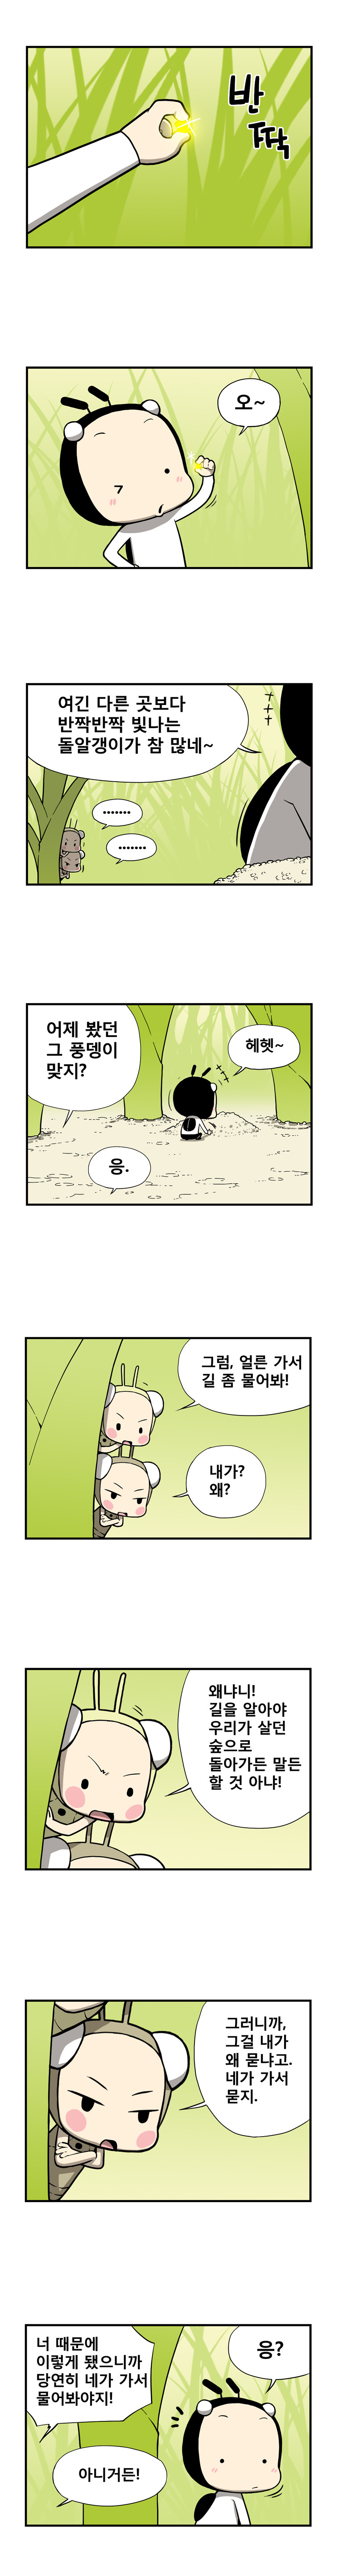 반
짝
오~
여긴 다른 곳보다
반짝반짝 빛나는
돌알갱이가 참 많네~
·······
·······
어제 봤던
그 풍뎅이
맞지?
헤헷~
응.
그럼, 얼른 가서
길 좀 물어봐!
내가?
왜?
왜냐니!
길을 알아야
우리가 살던
숲으로
돌아가든 말든
할 것 아냐!
그러니까,
그걸 내가
왜 묻냐고.
네가 가서
묻지.
너 때문에
이렇게 됐으니까
당연히 네가 가서
물어봐야지!
응?
아니거든!